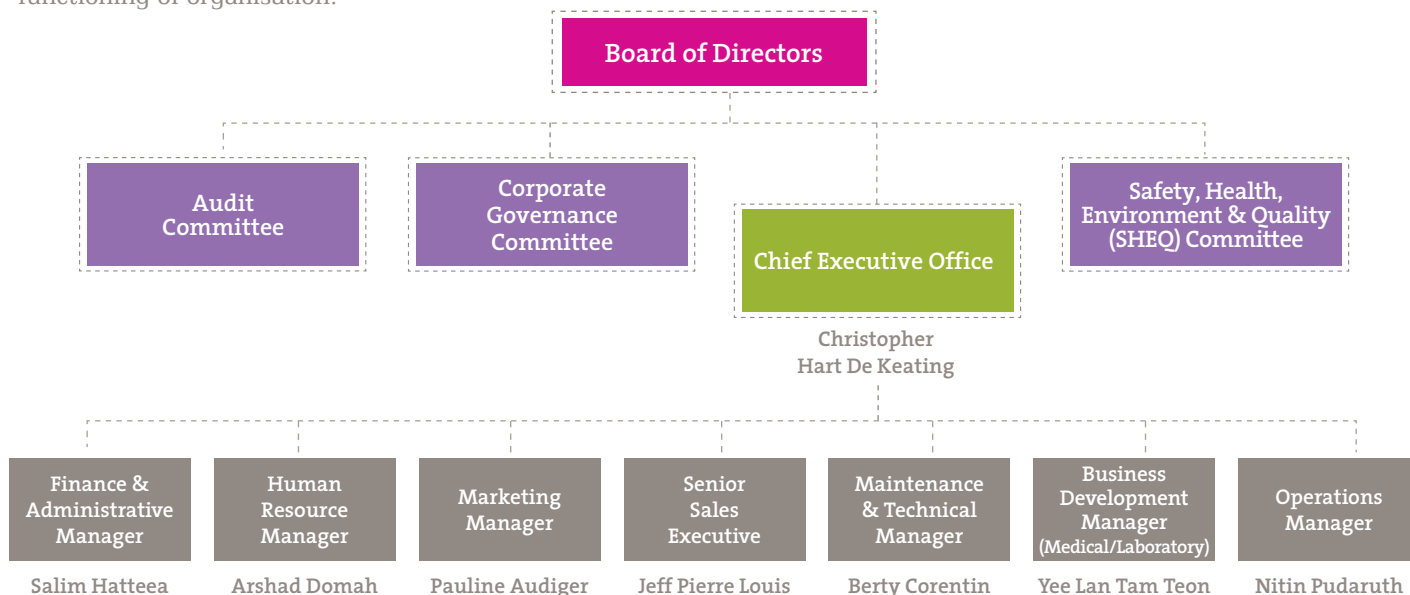 functioning of organisation.
Board of Directors
Audit
Committee
Corporate
Governance
Committee
Safety, Health,
Environment & Quality
(SHEQ) Committee
Chief Executive Office
Christopher
Hart De Keating
Finance &
Administrative
Manager
Salim Hatteea
Human
Resource
Manager
Arshad Domah
Marketing
Manager
Pauline Audiger
Senior
Sales
Executive
Jeff Pierre Louis
Maintenance
& Technical
Manager
Berty Corentin
Business
Development
Manager
(Medical/Laboratory)
Yee Lan Tam Teon
Operations
Manager
Nitin Pudaruth